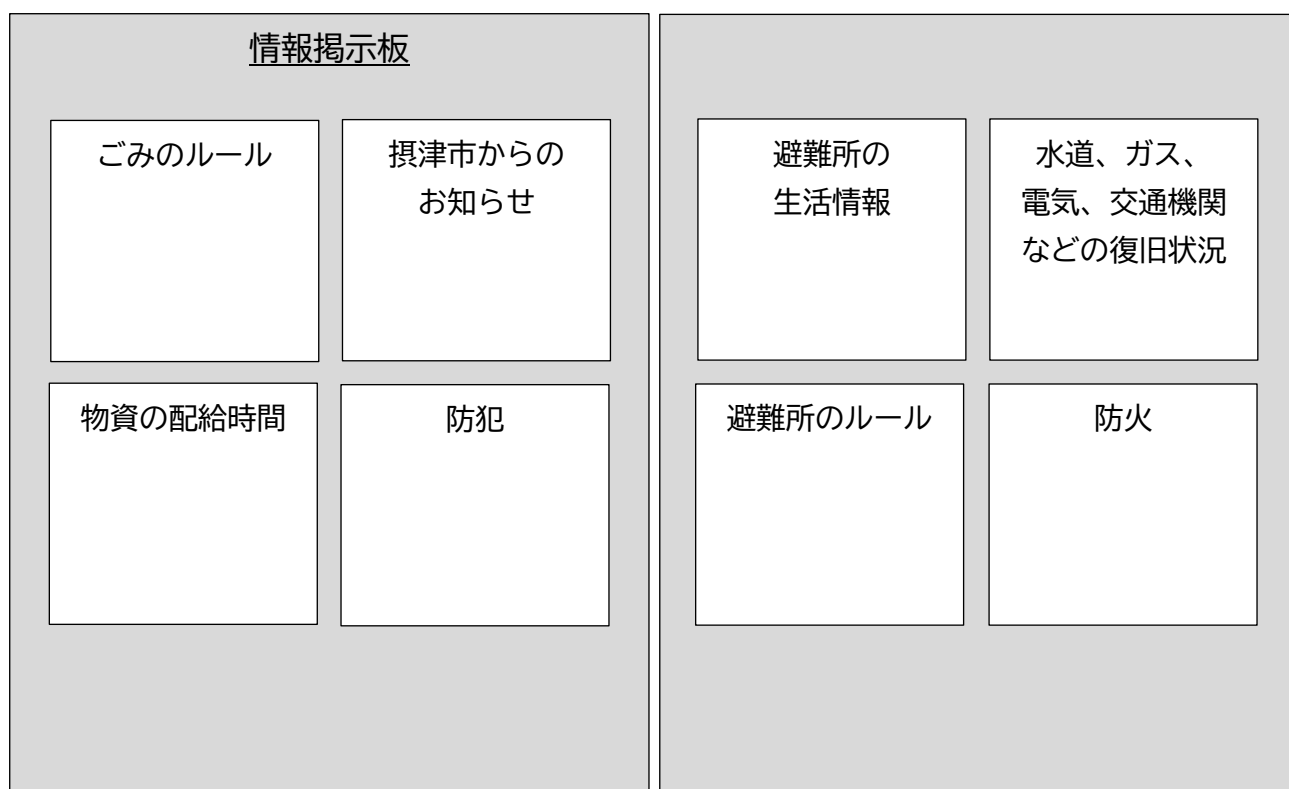 情報掲示板
ごみのルール
摂津市からの
お知らせ
物資の配給時間
防犯
避難所の
生活情報
水道、ガス、
電気、交通機関
などの復旧状況
避難所のルール
防火